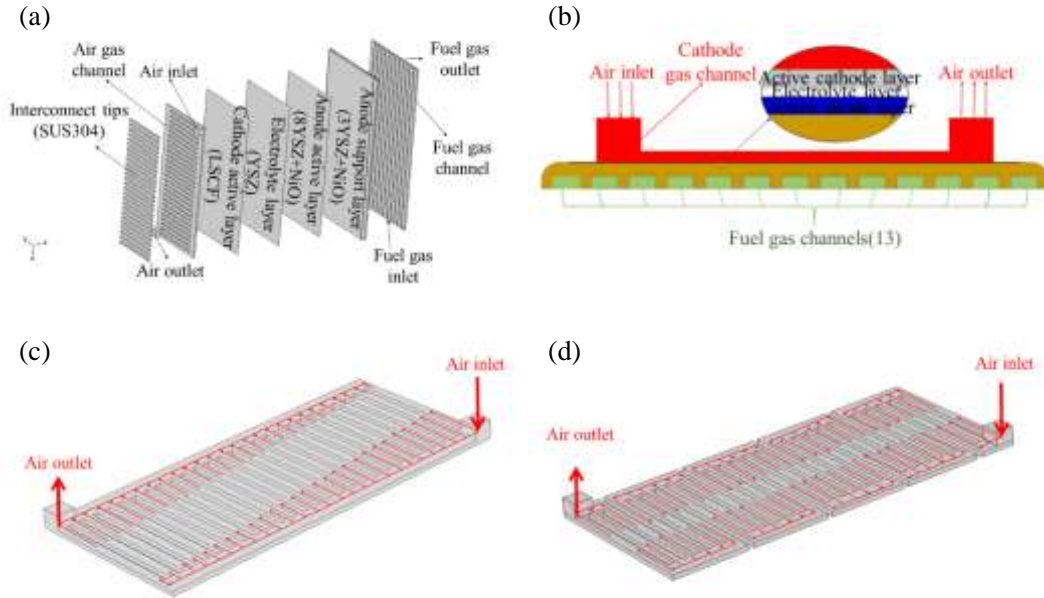 (a)
Air gas
channel
Air inlet
Interconnect tips
(SUS304)
Cathode active layer
(LSCF)
Electrolyte layer
(YSZ)
Anode active layer
(8YSZ+NiO)
Anode support layer
(3YSZ+NiO)
Fuel gas
outlet
Fuel gas
channel
Fuel gas
inlet
Air outlet
(b)
Cathode
gas channel
Air inlet
Air outlet
Active cathode layer
Electrolyte layer
Fuel gas channels(13)
(c)
Air inlet
Air outlet
(d)
Air inlet
Air outlet